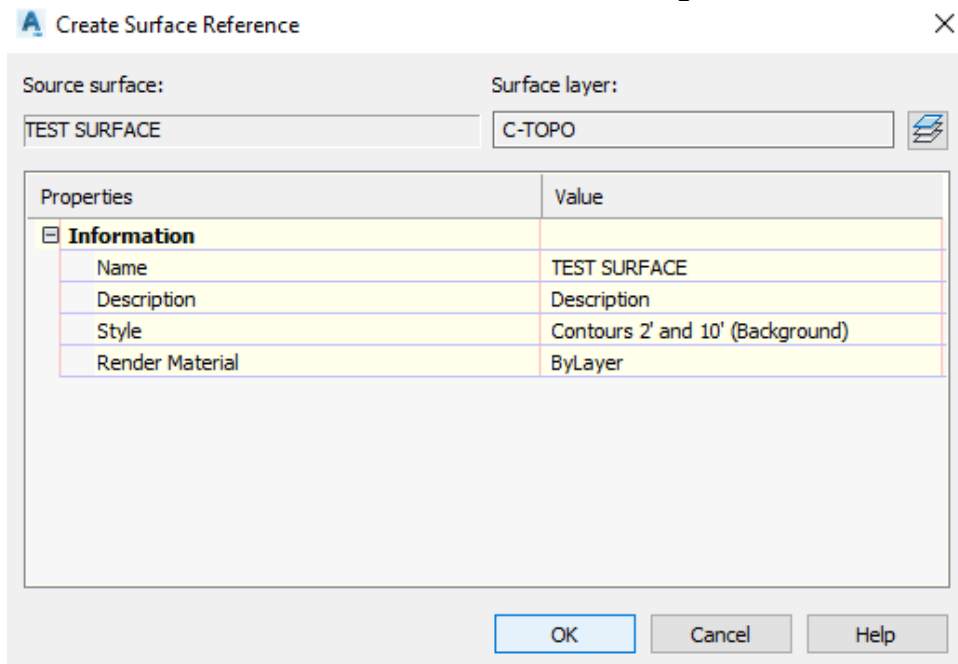 Create Surface Reference
Source surface: Surface layer:
TEST SURFACE C-TOPO
Properties Value
Information
Name TEST SURFACE
Description Description
Style Contours 2' and 10' (Background)
Render Material ByLayer
OK Cancel Help